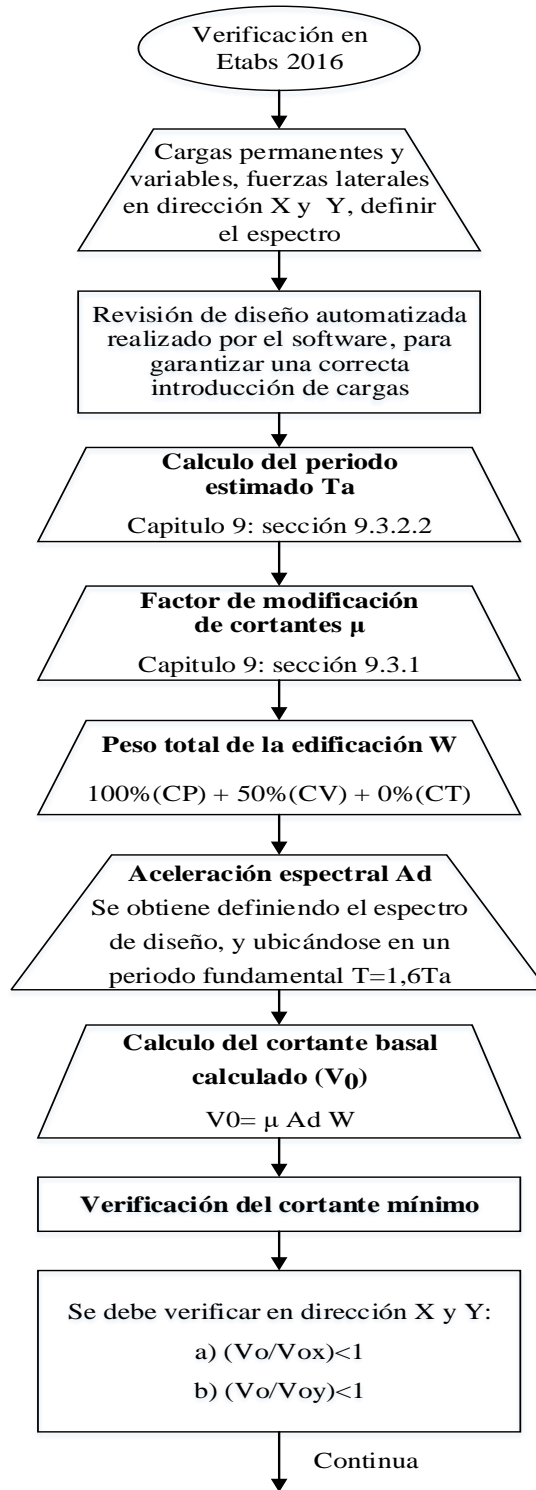 Verificación en
Etabs 2016
Cargas permanentes y
variables, fuerzas laterales
en dirección X y Y, definir
el espectro
Revisión de diseño automatizada
realizado por el software, para
garantizar una correcta
introducción de cargas
Calculo del periodo
estimado Ta
Capitulo 9: sección 9.3.2.2
Factor de modificación
de cortantes μ
Capitulo 9: sección 9.3.1
Peso total de la edificación W
100%(CP) + 50%(CV) + 0%(CT)
Aceleración espectral Ad
Se obtiene definiendo el espectro
de diseño, y ubicándose en un
periodo fundamental T=1,6Ta
Calculo del cortante basal
calculado (V0)
V0= μ Ad W
Verificación del cortante mínimo
Se debe verificar en dirección X y Y:
a) (Vo/Vox)<1
b) (Vo/Voy)<1
Continua